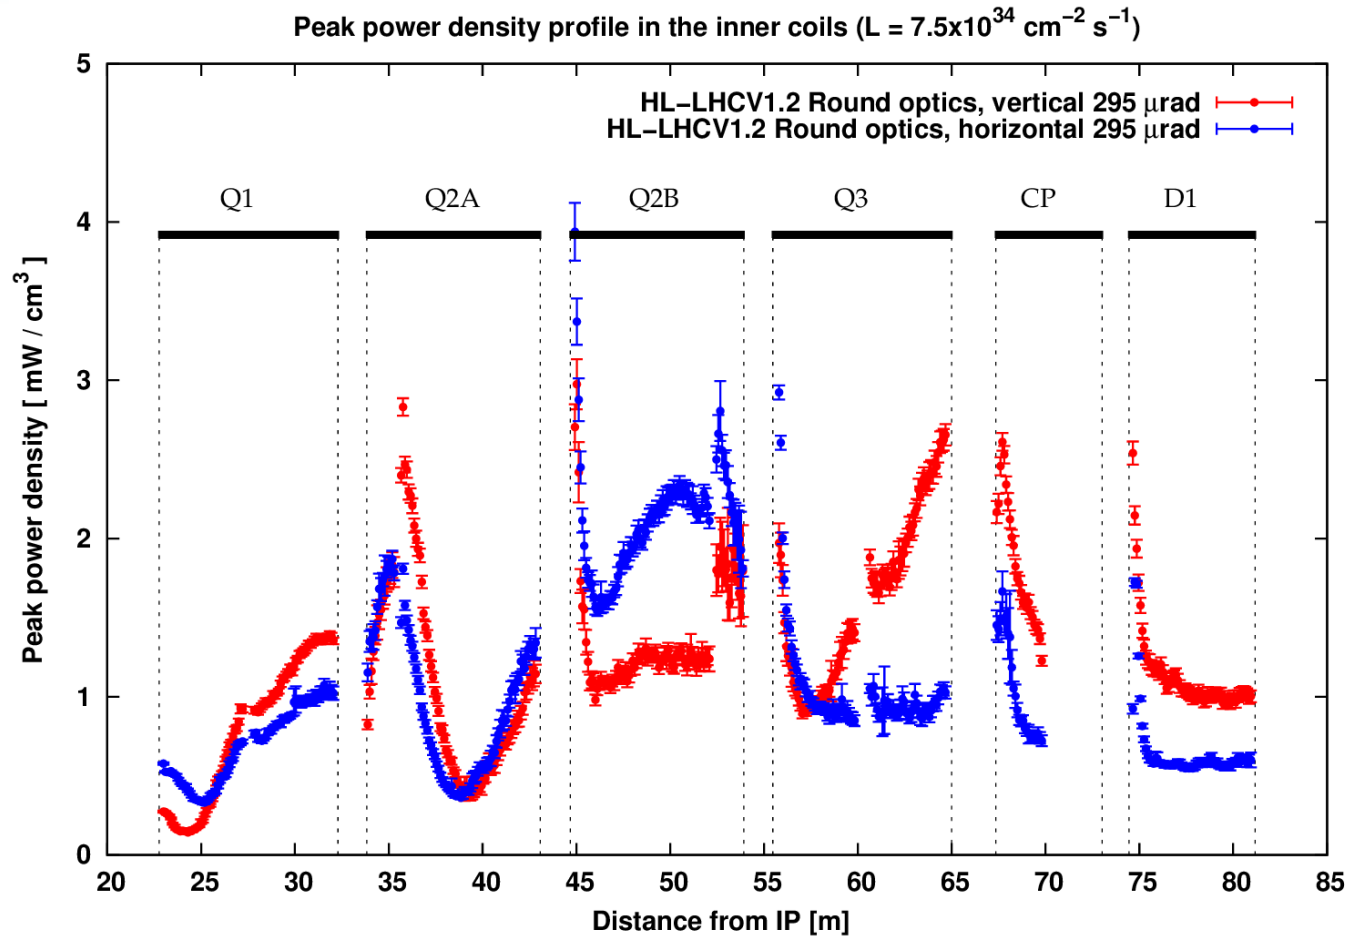 Peak power density profile in the inner coils (L = 7.5x10^34 cm^−2 s^−1)
HL−LHCV1.2 Round optics, vertical 295 μrad
HL−LHCV1.2 Round optics, horizontal 295 μrad
Q1 Q2A Q2B Q3 CP D1
Peak power density [ mW / cm^3 ]
5
4
3
2
1
0
20 25 30 35 40 45 50 55 60 65 70 75 80 85
Distance from IP [m]